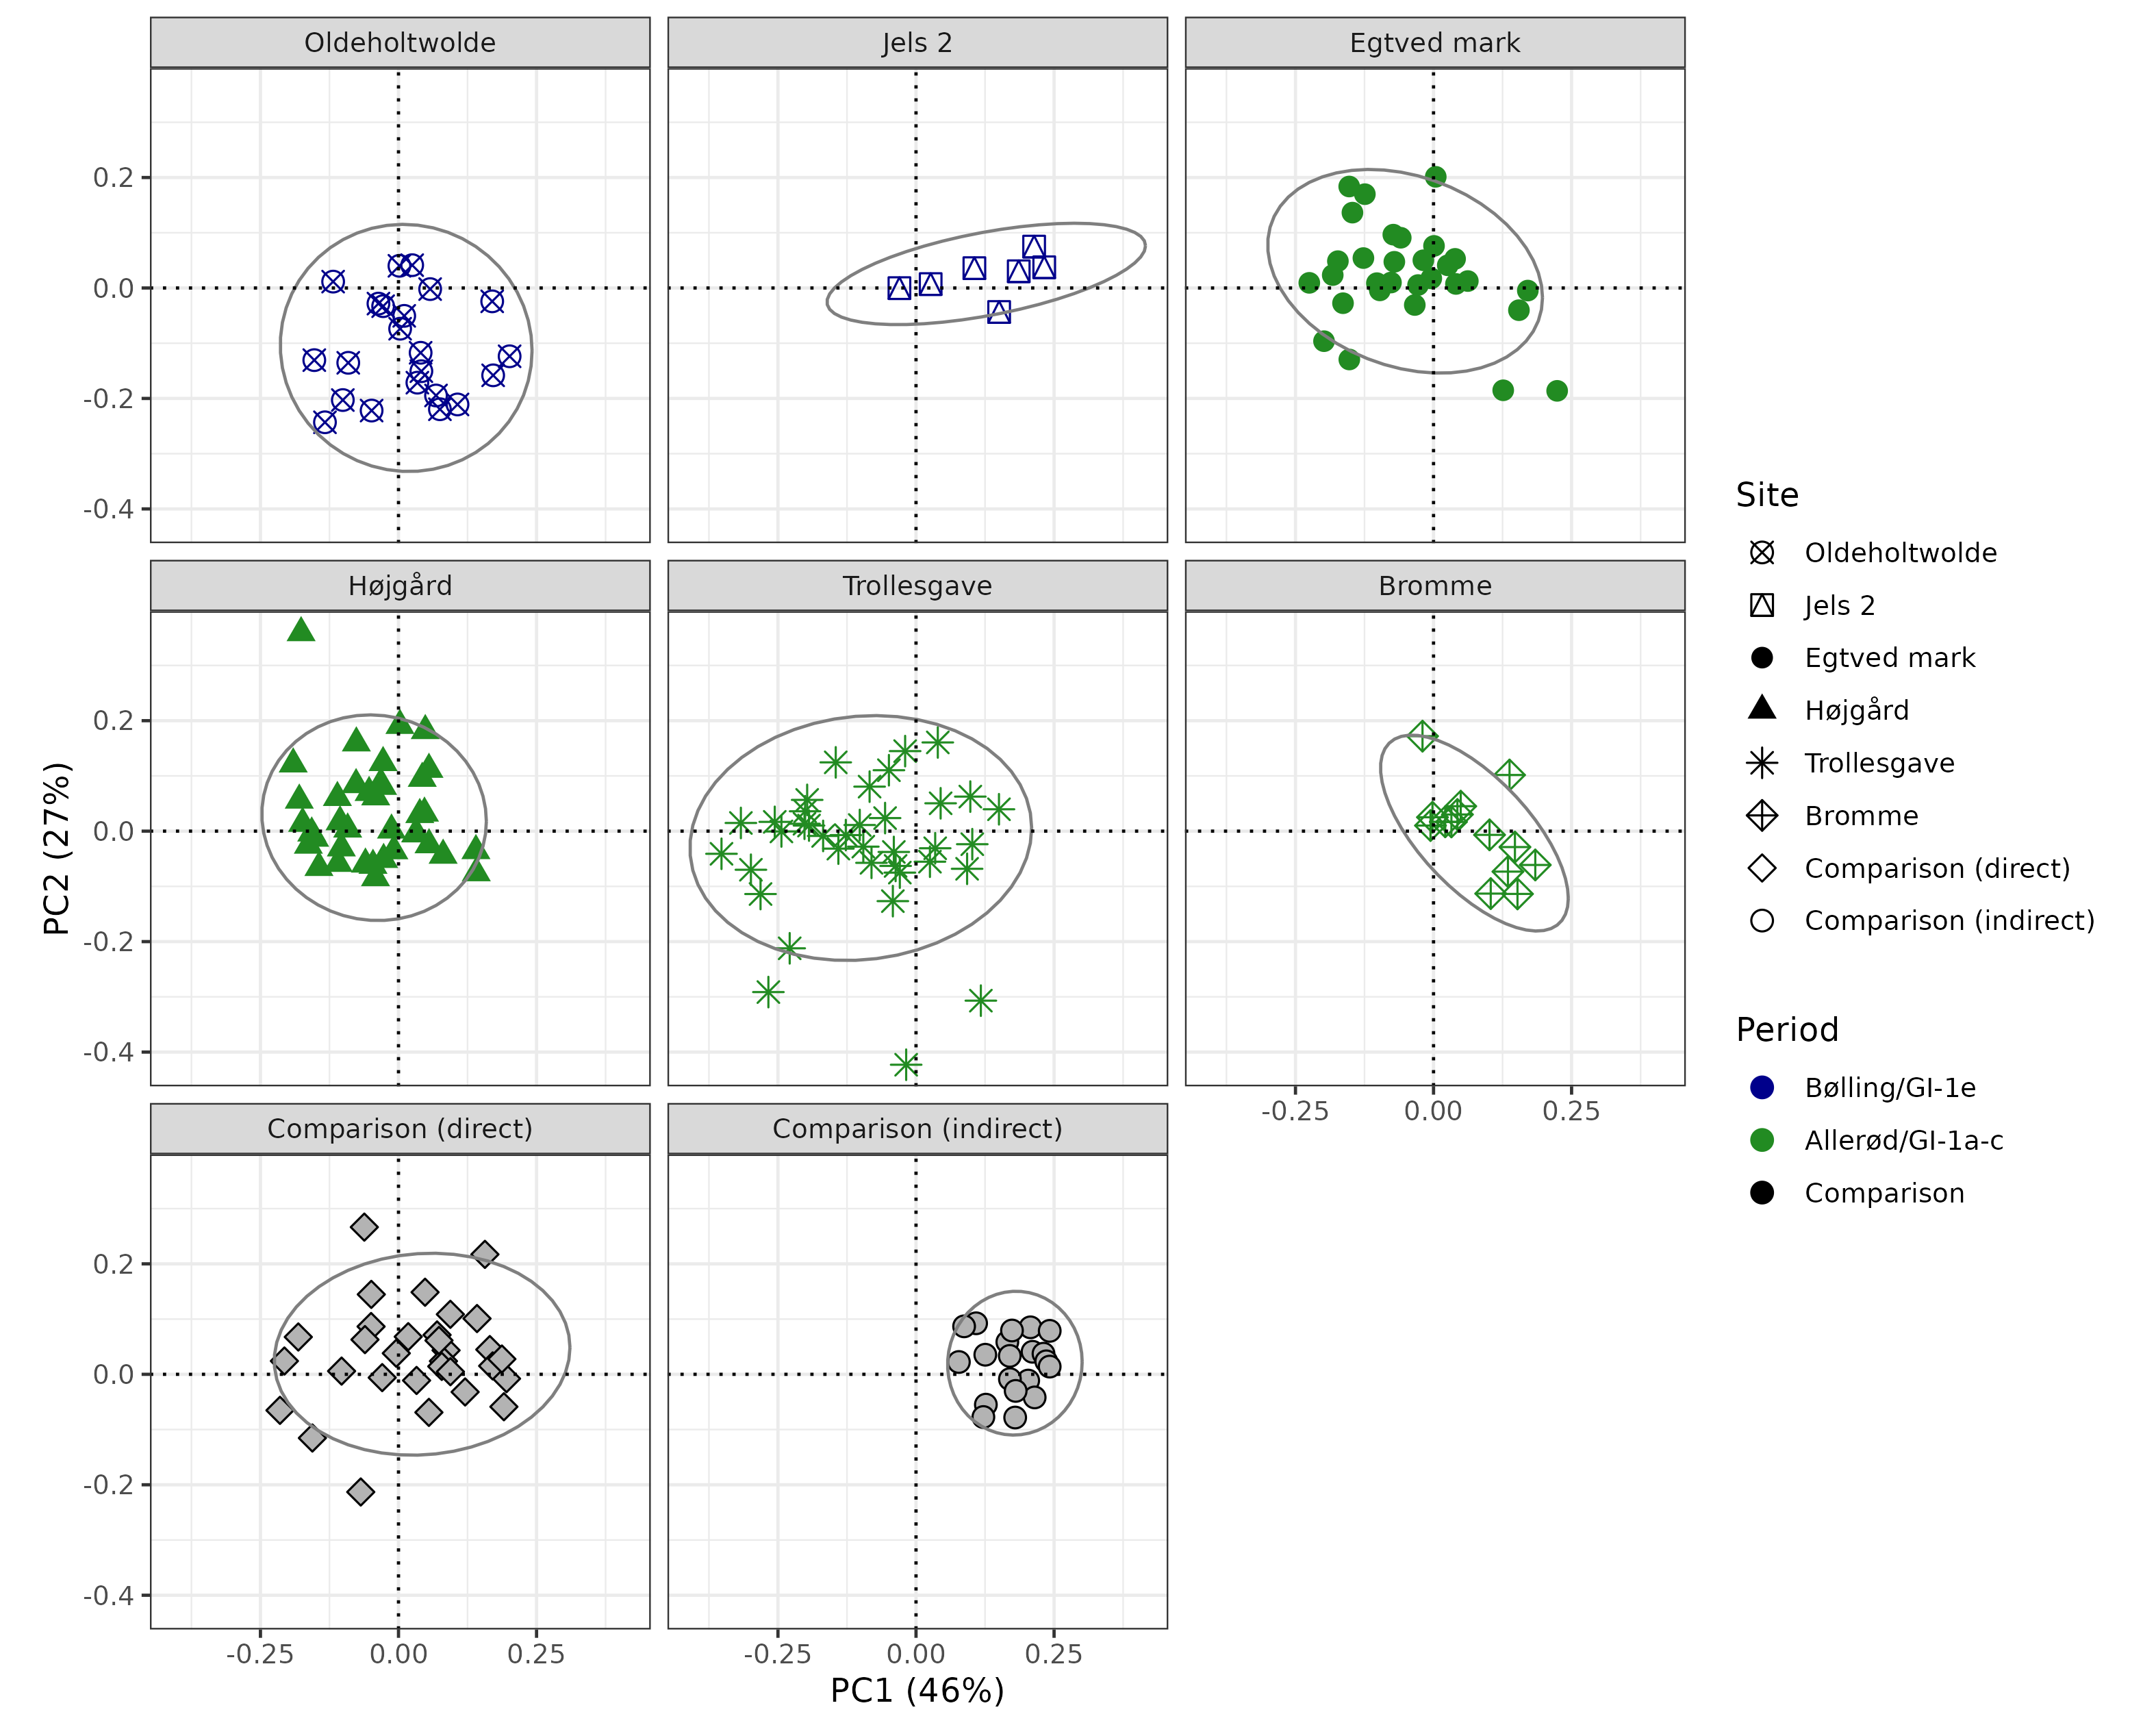 Oldeholtwolde
Jels 2
Egtved mark
0.2
0.0
-0.2
-0.4
Højgård
Trollesgave
Bromme
0.2
0.0
-0.2
-0.4
-0.25 0.00 0.25
Comparison (direct)
Comparison (indirect)
0.2
0.0
-0.2
-0.4
-0.25 0.00 0.25
-0.25 0.00 0.25
PC1 (46%)
PC2 (27%)
Site
Oldeholtwolde
Jels 2
Egtved mark
Højgård
Trollesgave
Bromme
Comparison (direct)
Comparison (indirect)
Period
Bølling/GI-1e
Allerød/GI-1a-c
Comparison